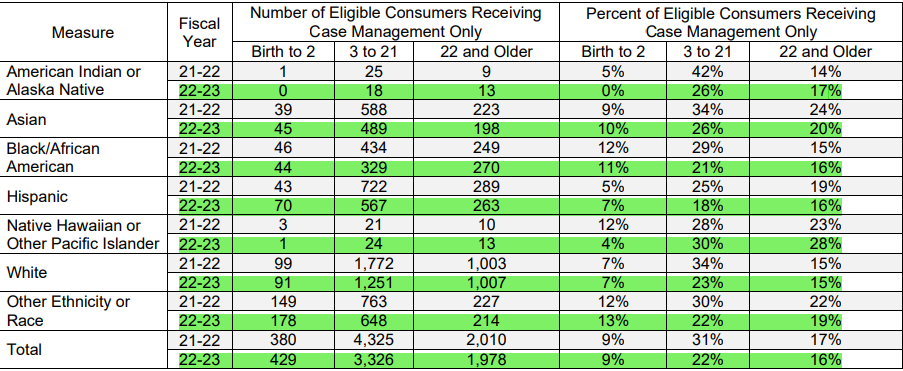 Measure Fiscal Year Number of Eligible Consumers Receiving Case Management Only Percent of Eligible Consumers Receiving Case Management Only
Birth to 2 3 to 21 22 and Older Birth to 2 3 to 21 22 and Older
American Indian or 21-22 1 25 9 5% 42% 14%
Alaska Native 22-23 0 18 13 0% 26% 17%
Asian 21-22 39 588 223 9% 34% 24%
22-23 45 489 198 10% 26% 20%
Black/African 21-22 46 434 249 12% 29% 15%
American 22-23 44 329 270 11% 21% 16%
Hispanic 21-22 43 722 289 5% 25% 19%
22-23 70 567 263 7% 18% 16%
Native Hawaiian or 21-22 3 21 10 12% 28% 23%
Other Pacific Islander 22-23 1 24 13 4% 30% 28%
White 21-22 99 1,772 1,003 7% 34% 15%
22-23 91 1,251 1,007 7% 23% 15%
Other Ethnicity or 21-22 149 763 227 12% 30% 22%
Race 22-23 178 648 214 13% 22% 19%
Total 21-22 380 4,325 2,010 9% 31% 17%
22-23 429 3,326 1,978 9% 22% 16%